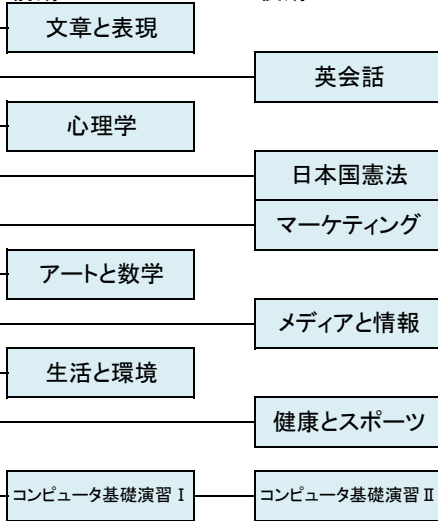 文章と表現
英会話
心理学
日本国憲法
マーケティング
アートと数学
メディアと情報
生活と環境
健康とスポーツ
コンピュータ基礎演習Ⅰ
コンピュータ基礎演習Ⅱ